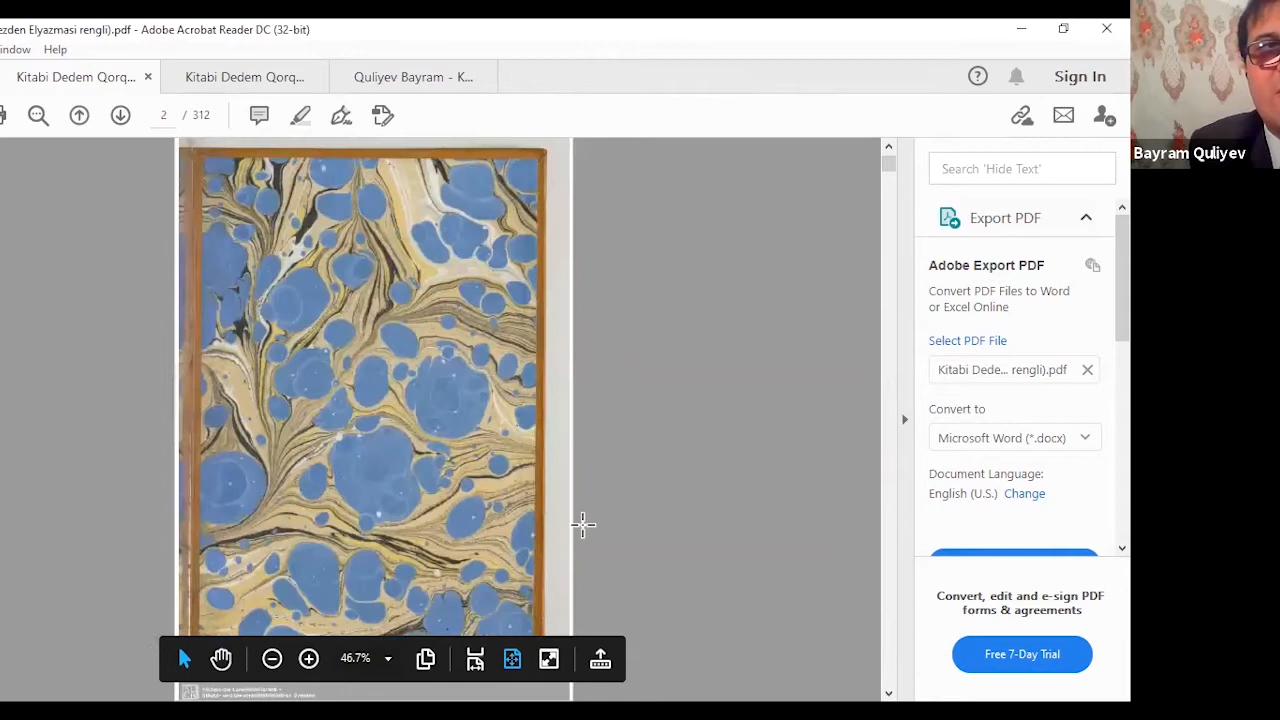 ezden Elyazmasi rengli).pdf - Adobe Acrobat Reader DC (32-bit)
indow Help
Kitabi Dedem Qorq... Kitabi Dedem Qorq... Quliyev Bayram - K... Sign In
2 / 312
Bayram Quliyev
Search 'Hide Text'
Export PDF
Adobe Export PDF
Convert PDF Files to Word
or Excel Online
Select PDF File
Kitabi Dede... rengli).pdf
Convert to
Microsoft Word (*.docx)
Document Language:
English (U.S.) Change
Convert, edit and e-sign PDF
forms & agreements
Free 7-Day Trial
46.7%